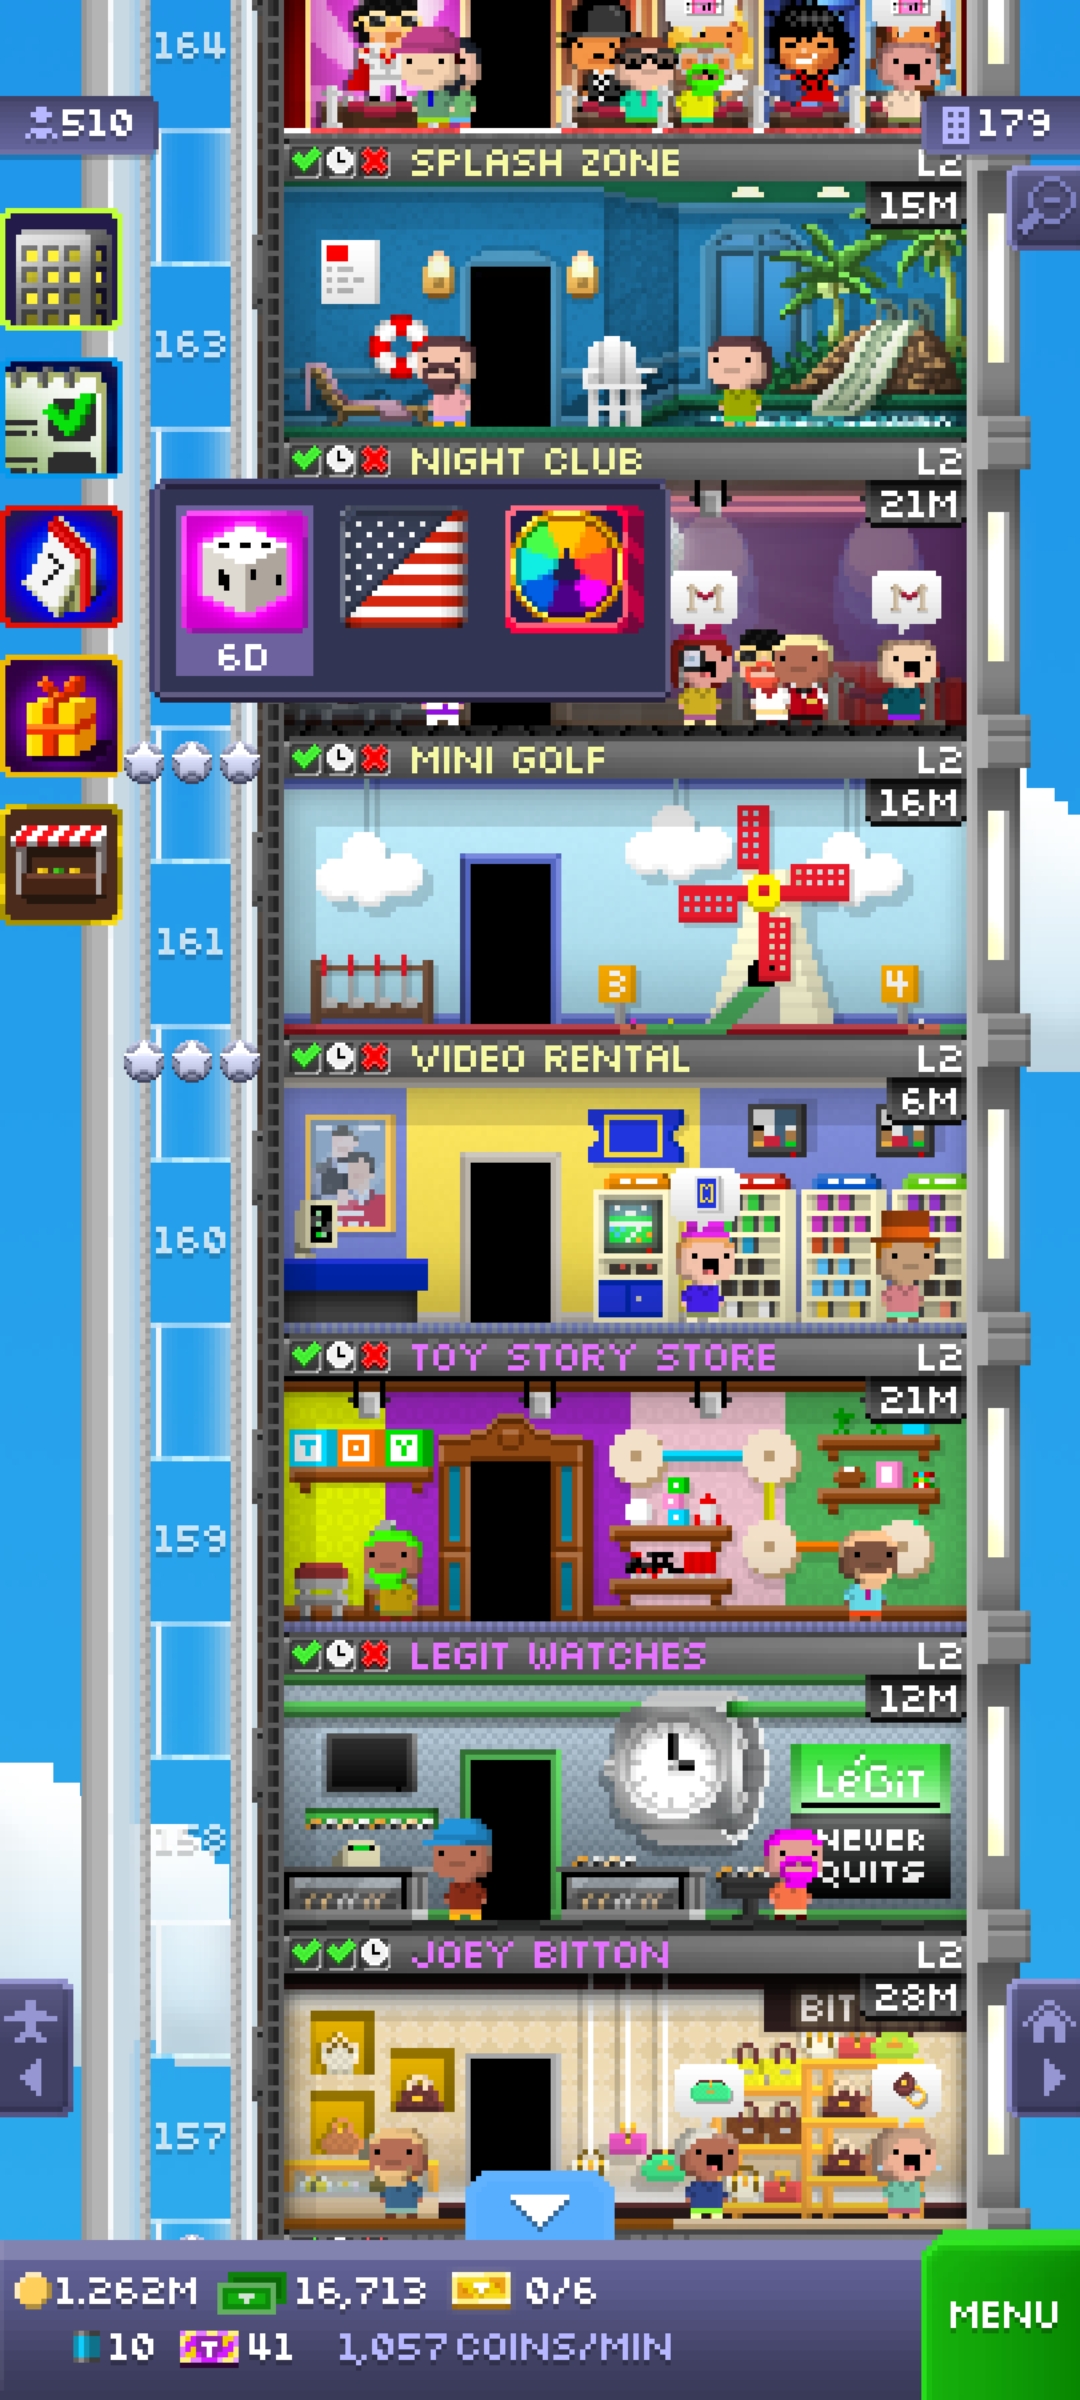 164
510
179
SPLASH ZONE L2
15M
163
NIGHT CLUB L2
21M
7
6D
M
M
MINI GOLF L2
16M
161
3
4
VIDEO RENTAL L2
6M
160
TOY STORY STORE L2
21M
TOY
159
LEGIT WATCHES L2
12M
LéGiT
158
NEVER
QUITS
JOEY BITTON L2
28M
BIT
157
1.262M 16,713 0/6
MENU
10 T 41 1,057 COINS/MIN